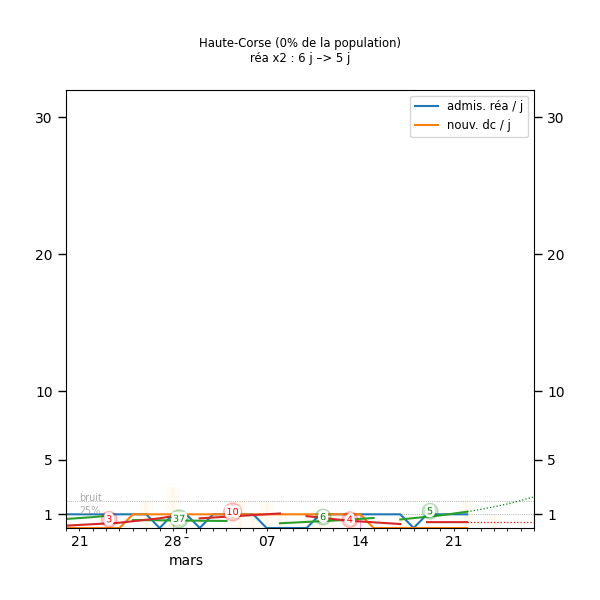 Haute-Corse (0% de la population)
réa x2 : 6 j –> 5 j
admis. réa / j
nouv. dc / j
30 30
20 20
10 10
5 5
bruit
25%
1 3 37 10 6 4 5 1
21 28 - 07 14 21
mars